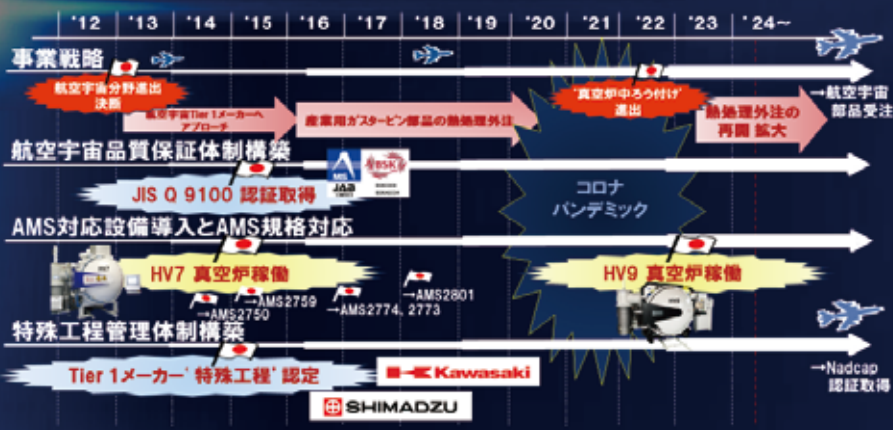 '12 '13 '14 '15 '16 '17 '18 '19 '20 '21 '22 '23 '24～
事業戦略
航空宇宙分野進出
決断
航空宇宙Tier 1メーカーへ
アプローチ
産業用ガスタービン部品の熱処理外注
"真空炉中ろう付け"
進出
熱処理外注の
再開 拡大
→航空宇宙
部品受注
航空宇宙品質保証体制構築
JIS Q 9100 認証取得
MS
JAB
BSK
コロナ
パンデミック
AMS対応設備導入とAMS規格対応
HV7 真空炉稼働
HV9 真空炉稼働
→AMS2750
→AMS2759
→AMS2774, 2773
→AMS2801
特殊工程管理体制構築
Tier 1メーカー"特殊工程"認定
Kawasaki
SHIMADZU
→Nadcap
認証取得